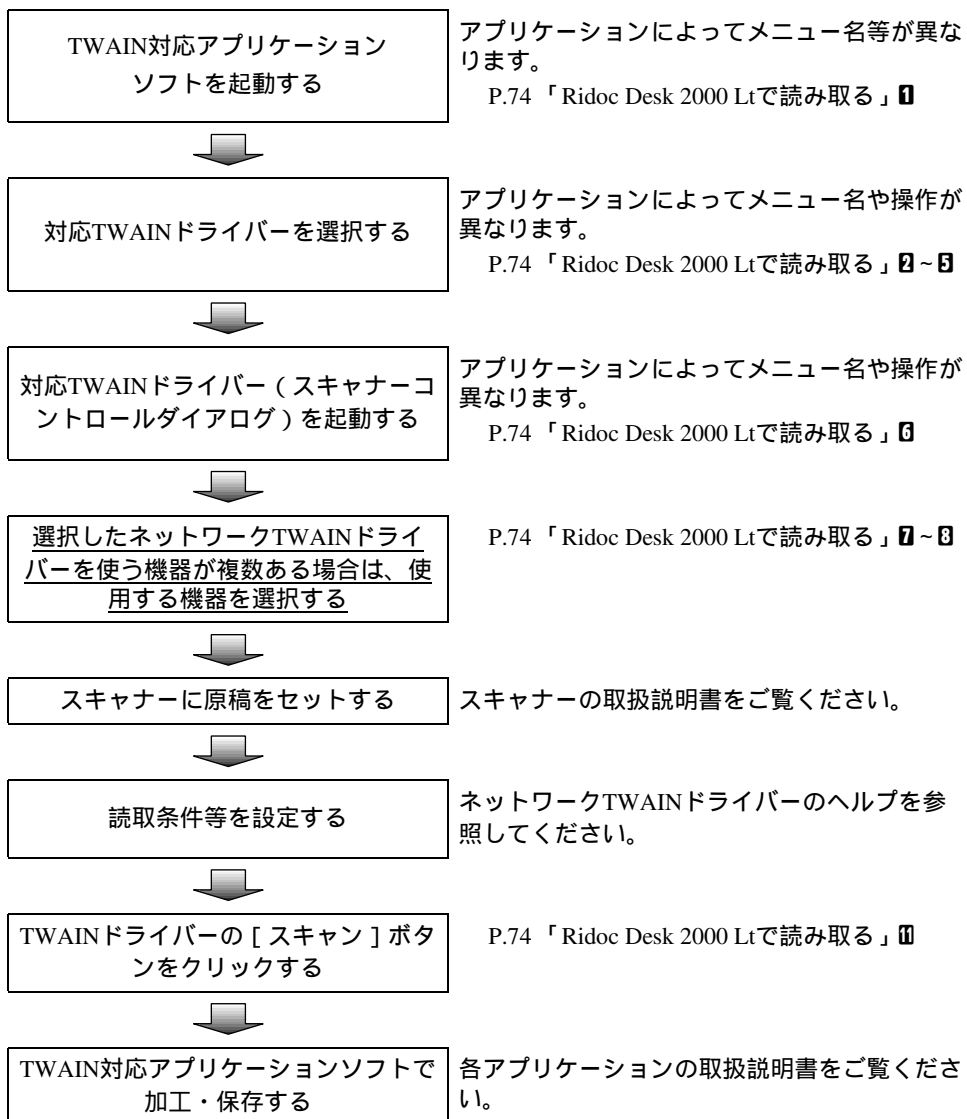 TWAIN対応アプリケーション
ソフトを起動する
アプリケーションによってメニュー名等が異な
ります。
P.74 「Ridoc Desk 2000 Ltで読み取る」1
対応TWAINドライバーを選択する
アプリケーションによってメニュー名や操作が
異なります。
P.74 「Ridoc Desk 2000 Ltで読み取る」2~5
対応TWAINドライバー(スキャナーコ
ントロールダイアログ)を起動する
アプリケーションによってメニュー名や操作が
異なります。
P.74 「Ridoc Desk 2000 Ltで読み取る」6
選択したネットワークTWAINドライ
バーを使う機器が複数ある場合は、使
用する機器を選択する
P.74 「Ridoc Desk 2000 Ltで読み取る」7~8
スキャナーに原稿をセットする
スキャナーの取扱説明書をご覧ください。
読取条件等を設定する
ネットワークTWAINドライバーのヘルプを参
照してください。
TWAINドライバーの[スキャン]ボタ
ンをクリックする
P.74 「Ridoc Desk 2000 Ltで読み取る」11
TWAIN対応アプリケーションソフトで
加工・保存する
各アプリケーションの取扱説明書をご覧くださ
い。